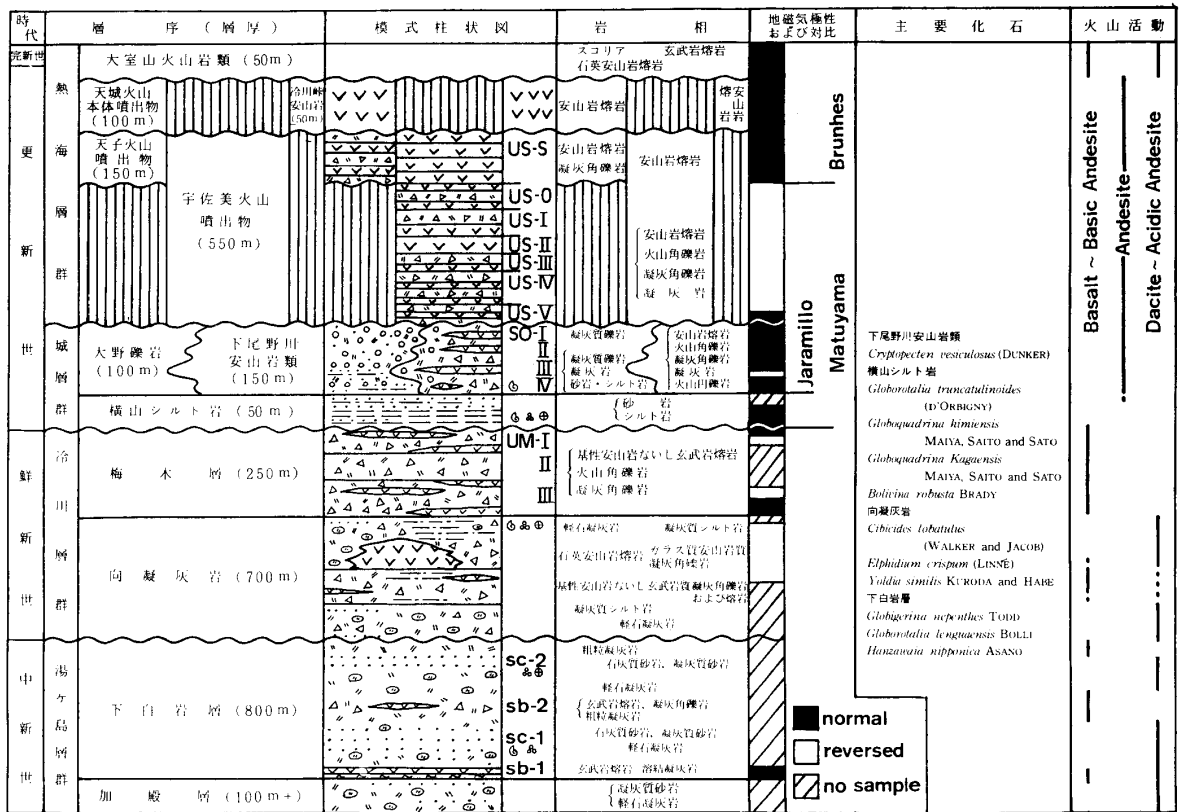 時代
層序（層厚）
模式柱状図
岩相
地磁気極性
および対比
主要化石
火山活動
完新世
更新世
鮮新世
中新世
熱海層群
城層群
冷川層群
湯ヶ島層群
大室山火山岩類（50m）
スコリア 玄武岩熔岩
石英安山岩熔岩
天城火山
本体噴出物
(100m)
冷川峠
安山岩
(50m)
安山岩熔岩
安山岩
熔岩
天子火山
噴出物
(150m)
US-S
安山岩熔岩
凝灰角礫岩
安山岩熔岩
宇佐美火山
噴出物
(550m)
US-0
US-I
US-II
US-III
US-IV
US-V
安山岩熔岩
火山角礫岩
凝灰角礫岩
凝灰岩
大野礫岩
(100m)
下尾野川
安山岩類
(150m)
SO-I
II
III
IV
凝灰質礫岩
凝灰質礫岩
凝灰岩
砂岩・シルト岩
安山岩熔岩
火山角礫岩
凝灰角礫岩
凝灰岩
火山円礫岩
横山シルト岩（50m）
砂岩
シルト岩
梅木層（250m）
UM-I
II
III
基性安山岩ないし玄武岩熔岩
火山角礫岩
凝灰角礫岩
向凝灰岩（700m）
軽石凝灰岩 凝灰質シルト岩
石英安山岩熔岩 ガラス質安山岩質
凝灰角礫岩
基性安山岩ないし玄武岩質凝灰角礫岩
および熔岩
凝灰質シルト岩
軽石凝灰岩
下白岩層（800m）
sc-2
sb-2
sc-1
sb-1
粗粒凝灰岩
石灰質砂岩、凝灰質砂岩
軽石凝灰岩
玄武岩熔岩、凝灰角礫岩
粗粒凝灰岩
石灰質砂岩、凝灰質砂岩
軽石凝灰岩
玄武岩熔岩 溶結凝灰岩
加殿層（100m+）
凝灰質砂岩
軽石凝灰岩
Brunhes
Matuyama
Jaramillo
下尾野川安山岩類
Cryptopecten vesiculosus (DUNKER)
横山シルト岩
Globorotalia truncatulinoides
(D'ORBIGNY)
Globoquadrina himiensis
MAIYA, SAITO and SATO
Globoquadrina Kagaensis
MAIYA, SAITO and SATO
Bolivina robusta BRADY
向凝灰岩
Cibicides lobatulus
(WALKER and JACOB)
Elphidium crispum (LINNÉ)
Yoldia similis KURODA and HABE
下白岩層
Globigerina nepenthes TODD
Globorotalia lenguaensis BOLLI
Hanzawaia nipponica ASANO
Basalt ~ Basic Andesite
Andesite
Dacite ~ Acidic Andesite
normal
reversed
no sample